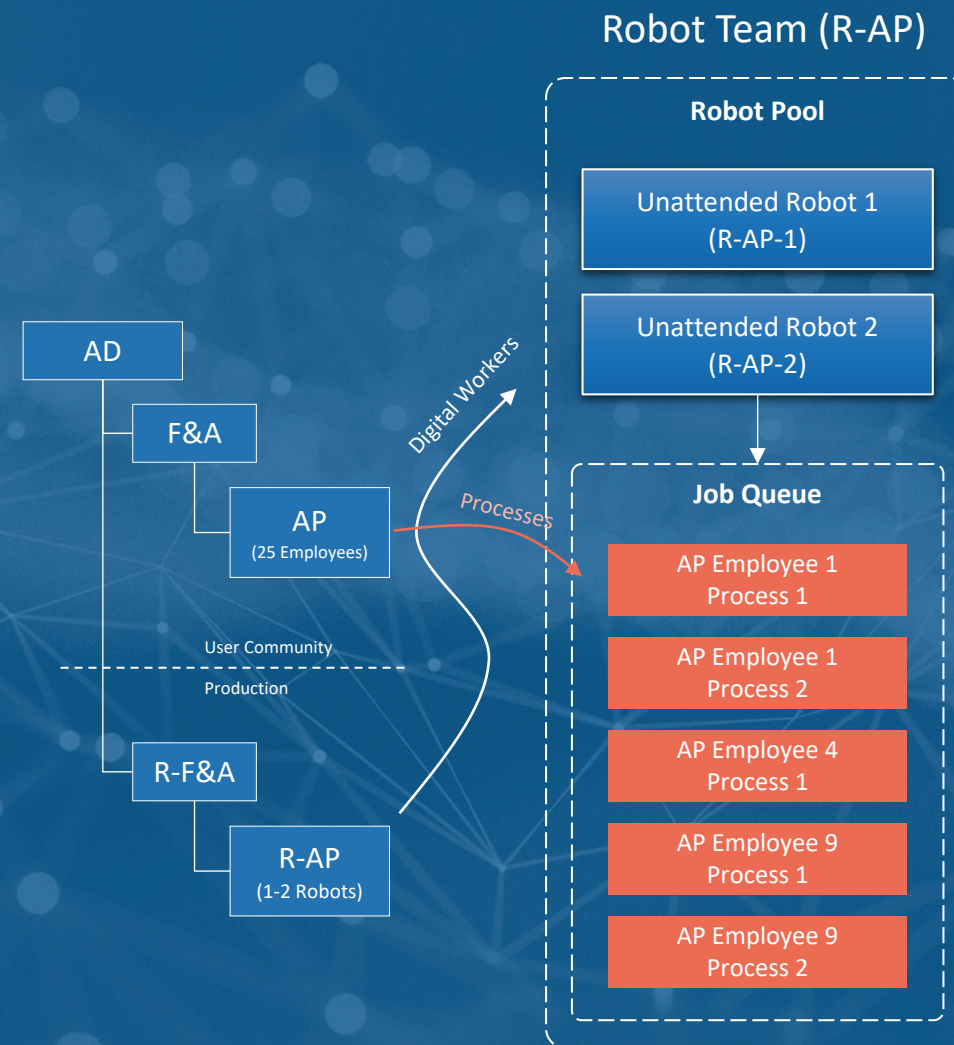 Robot Team (R-AP)
Robot Pool
Unattended Robot 1
(R-AP-1)
Unattended Robot 2
(R-AP-2)
AD
F&A
AP
(25 Employees)
User Community
Production
R-F&A
R-AP
(1-2 Robots)
Digital Workers
Processes
Job Queue
AP Employee 1
Process 1
AP Employee 1
Process 2
AP Employee 4
Process 1
AP Employee 9
Process 1
AP Employee 9
Process 2